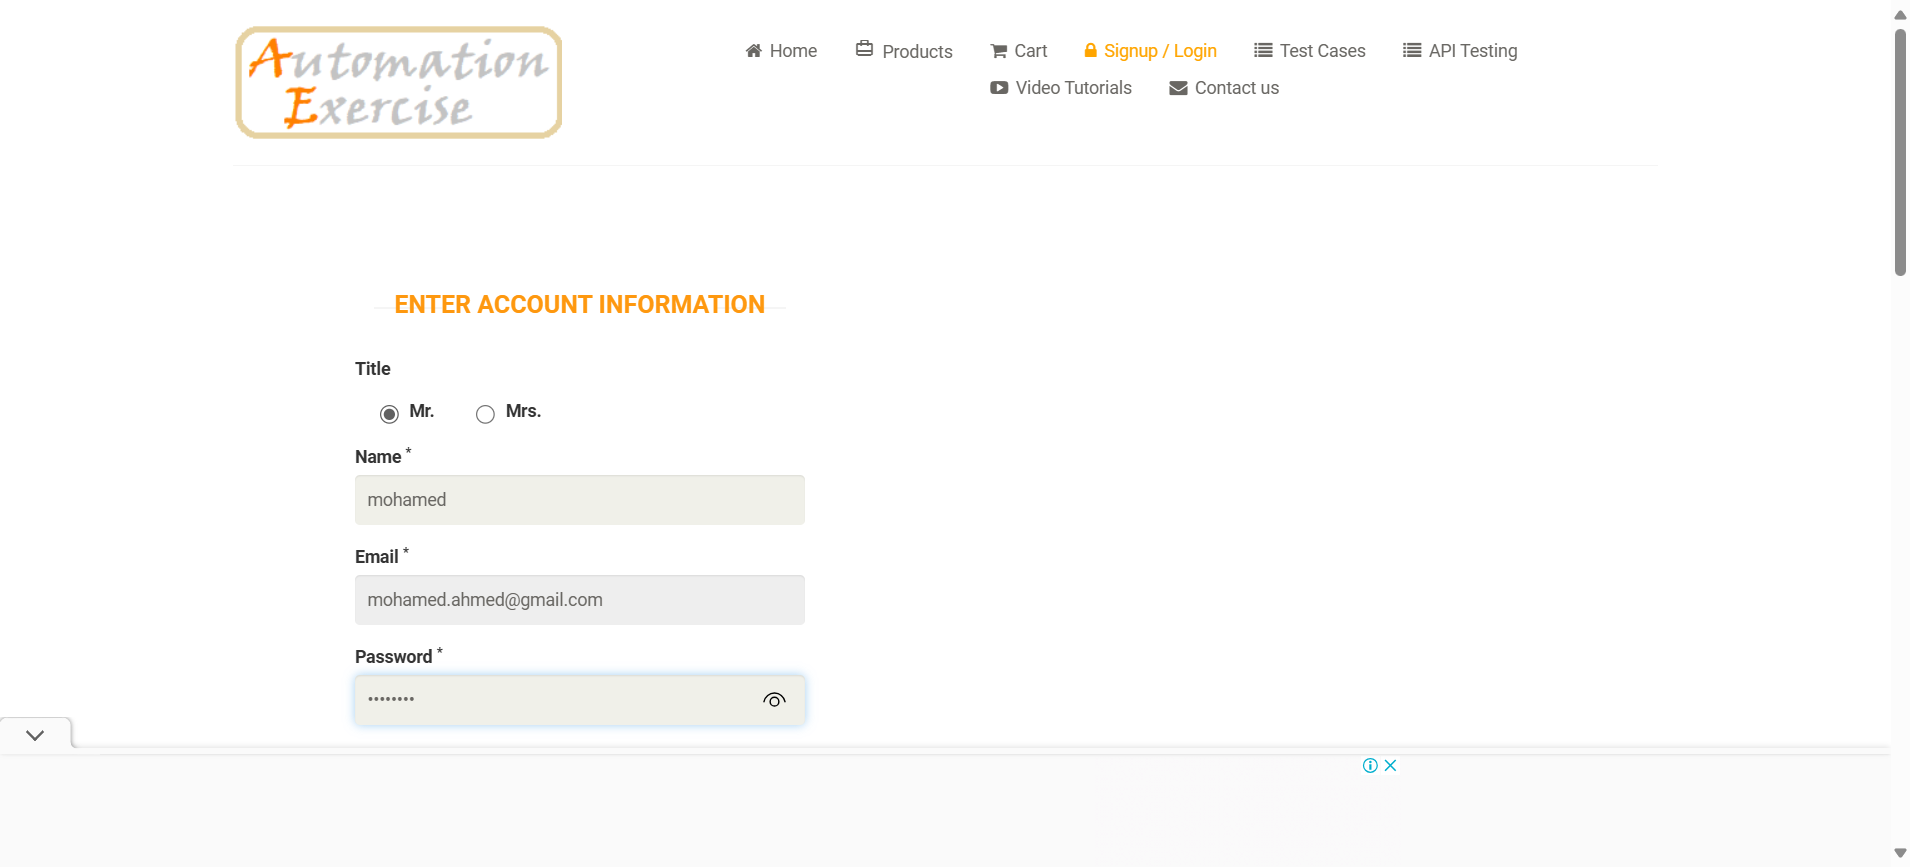 Automation
Exercise
Home
Products
Cart
Signup / Login
Test Cases
API Testing
Video Tutorials
Contact us
ENTER ACCOUNT INFORMATION
Title
Mr.
Mrs.
Name *
mohamed
Email *
mohamed.ahmed@gmail.com
Password *
••••••••